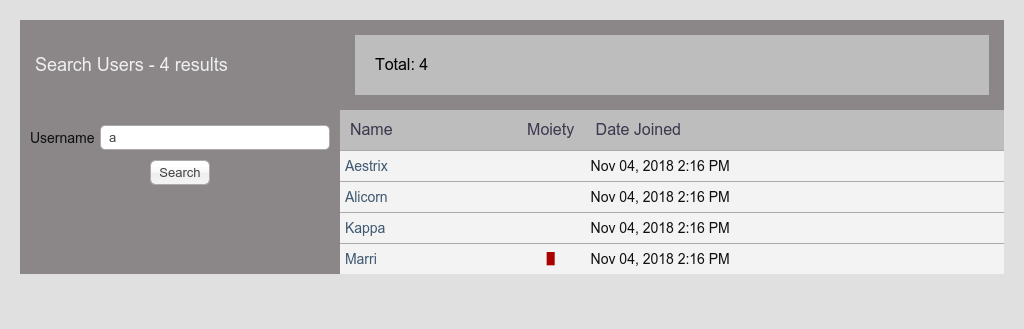 Search Users - 4 results
Total: 4
Username a
Search
Name Moiety Date Joined
Aestrix Nov 04, 2018 2:16 PM
Alicorn Nov 04, 2018 2:16 PM
Kappa Nov 04, 2018 2:16 PM
Marri Nov 04, 2018 2:16 PM